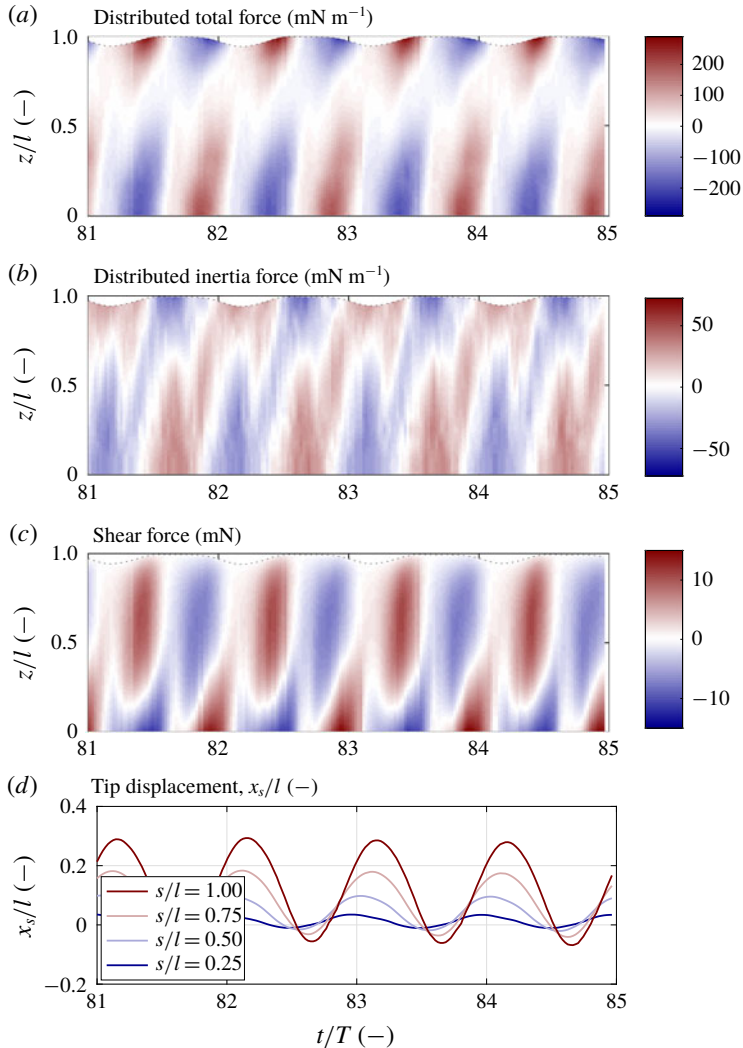 (a) Distributed total force (mN m⁻¹)
1.0
0.5
0
z/l (–)
81 82 83 84 85
200
100
0
−100
−200
(b) Distributed inertia force (mN m⁻¹)
1.0
0.5
0
z/l (–)
81 82 83 84 85
50
0
−50
(c) Shear force (mN)
1.0
0.5
0
z/l (–)
81 82 83 84 85
10
0
−10
(d) Tip displacement, xₛ/l (–)
0.4
0.2
0
−0.2
xₛ/l (–)
s/l = 1.00
s/l = 0.75
s/l = 0.50
s/l = 0.25
81 82 83 84 85
t/T (–)